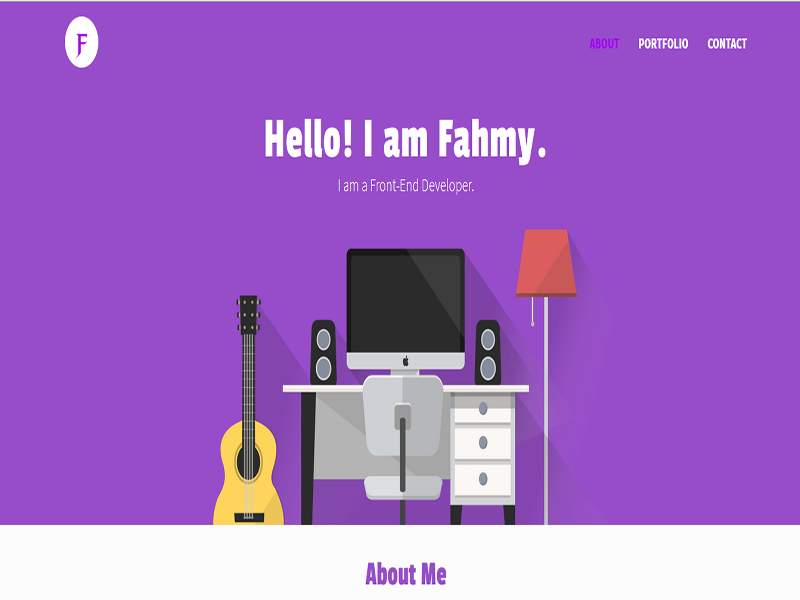 F
ABOUT PORTFOLIO CONTACT
Hello! I am Fahmy.
I am a Front-End Developer.
About Me